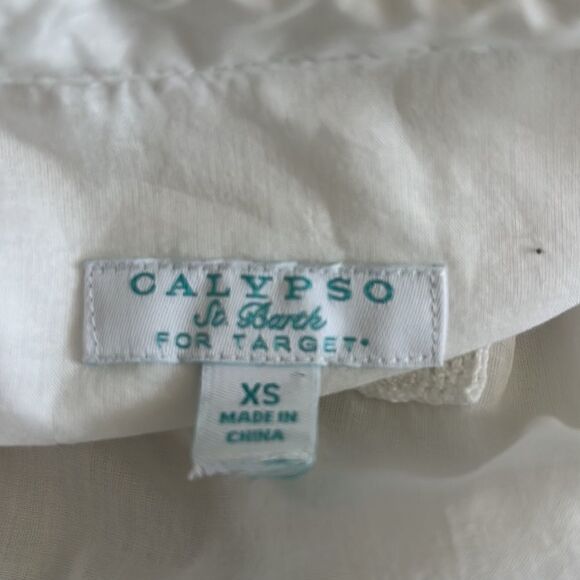 CALYPSO
St. Barth
FOR TARGET®
XS
MADE IN
CHINA